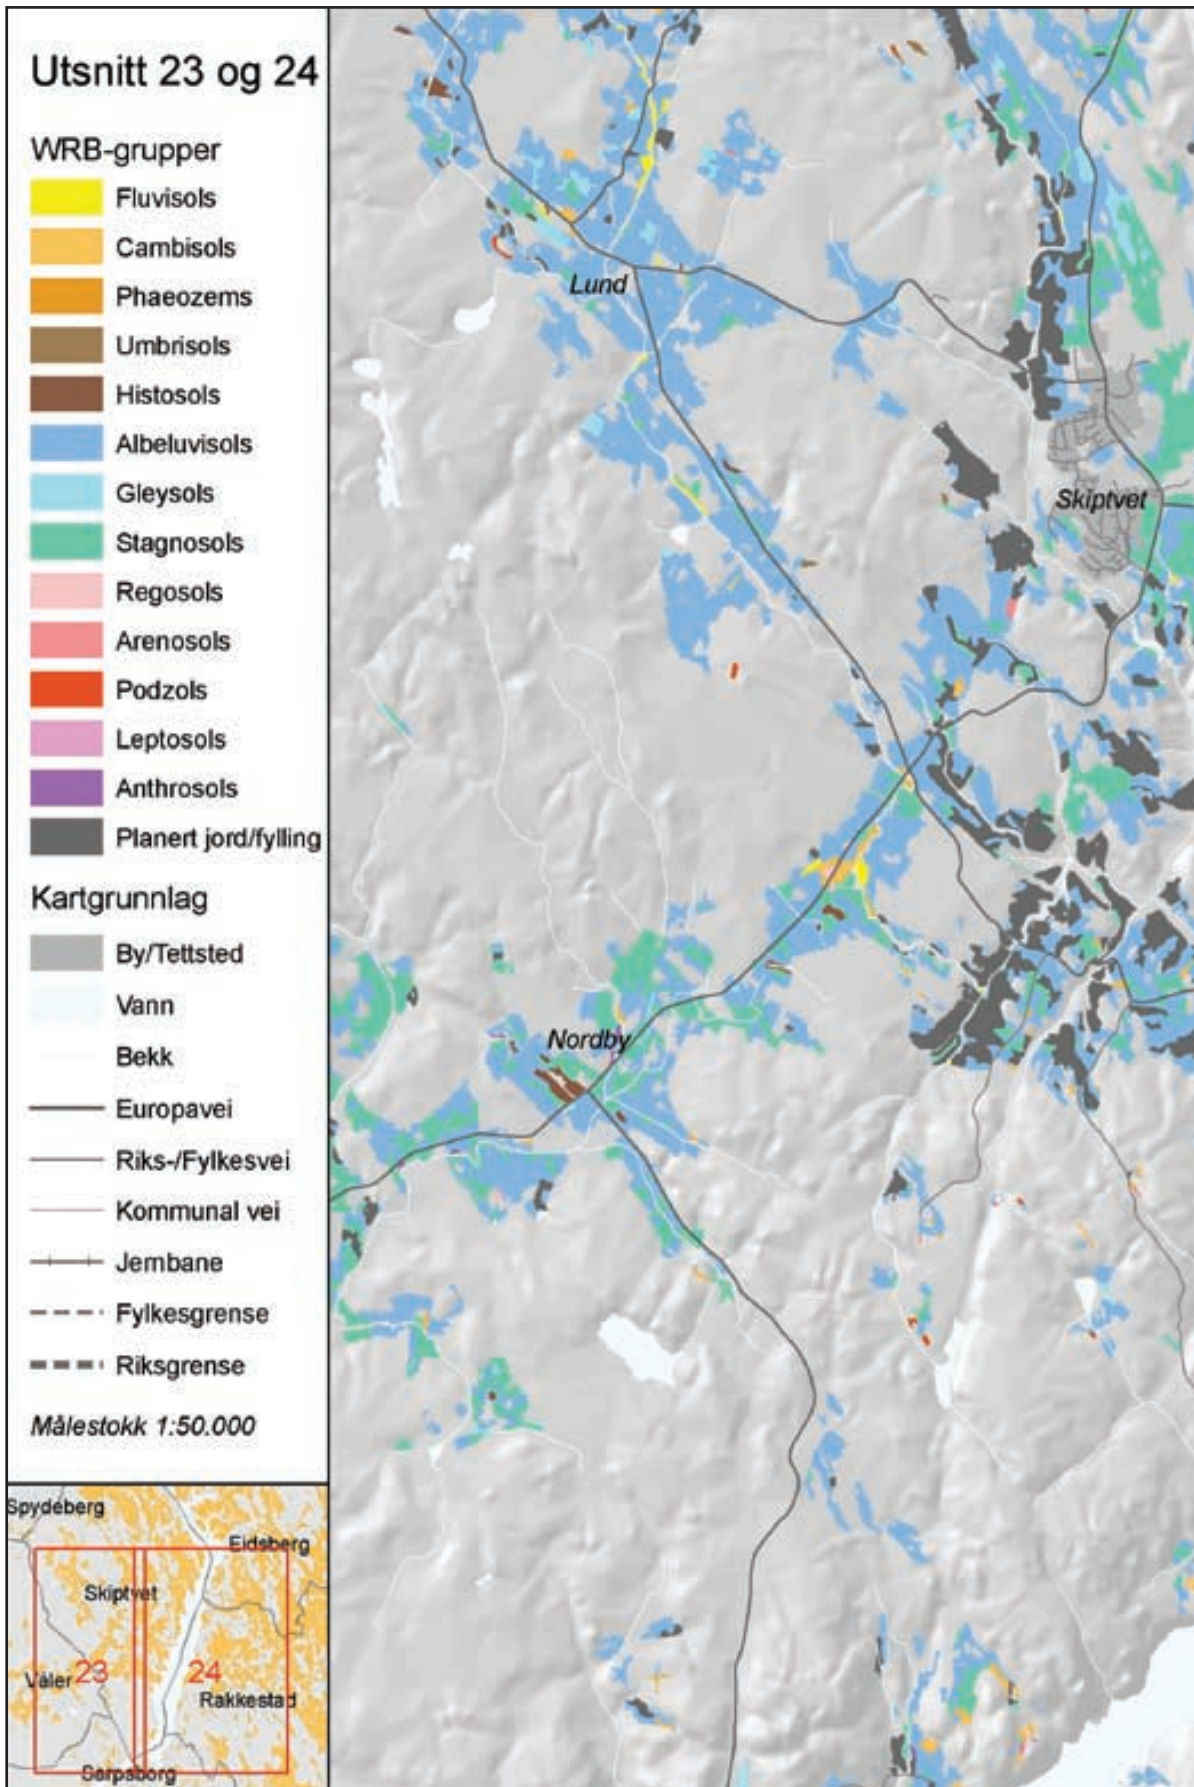 Utsnitt 23 og 24
WRB-grupper
Fluvisols
Cambisols
Phaeozems
Umbrisols
Histosols
Albeluvisols
Gleysols
Stagnosols
Regosols
Arenosols
Podzols
Leptosols
Anthrosols
Planert jord/fylling
Kartgrunnlag
By/Tettsted
Vann
Bekk
Europavei
Riks-/Fylkesvei
Kommunal vei
Jernbane
Fylkesgrense
Riksgrense
Målestokk 1:50.000
Spydeberg
Eidsberg
Skiptvet
Våler
23
24
Rakkestad
Sarpsborg
Lund
Skiptvet
Nordby